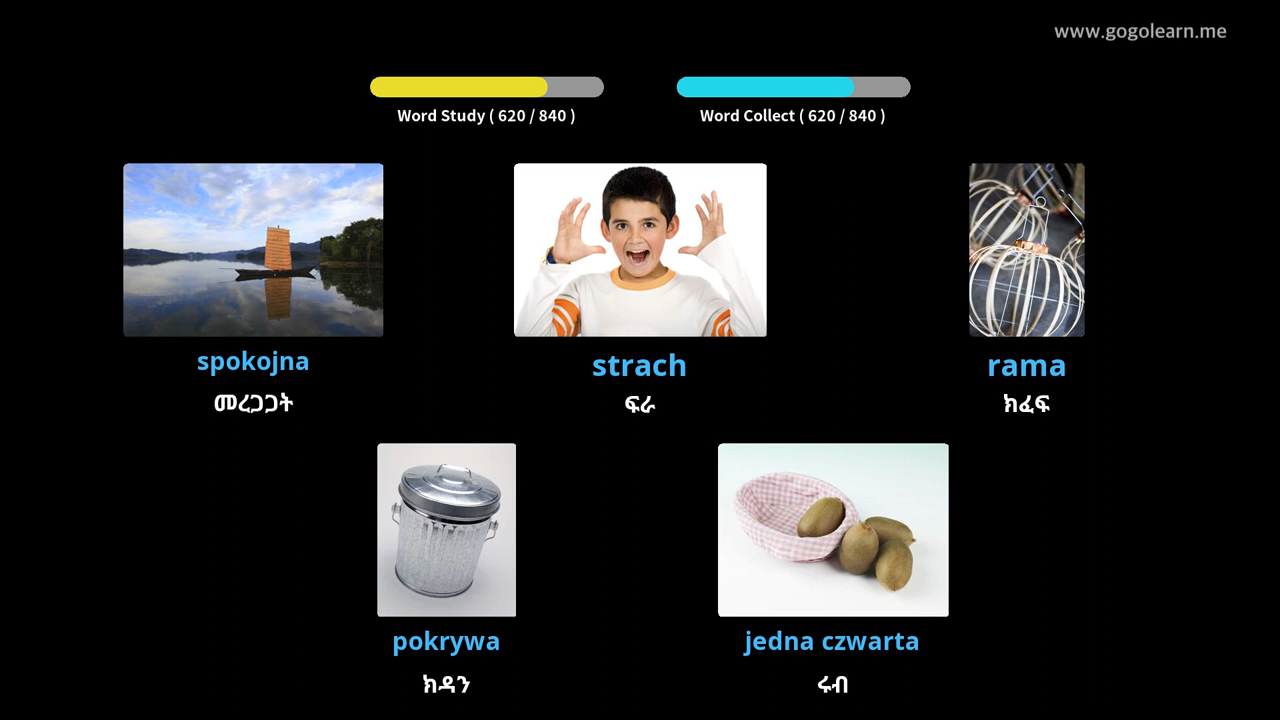 www.gogolearn.me
Word Study ( 620 / 840 )
Word Collect ( 620 / 840 )
spokojna
መረጋጋት
strach
ፍራ
rama
ክፈፍ
pokrywa
ክዳን
jedna czwarta
ሩብ